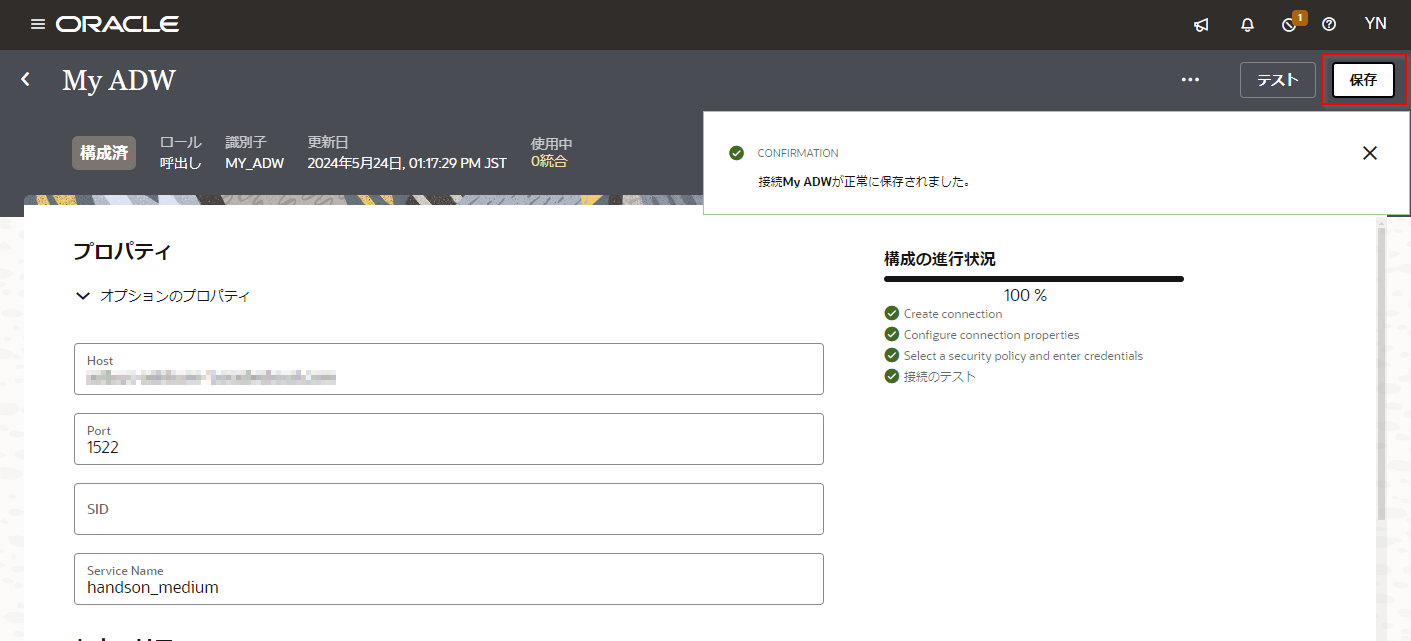 ORACLE
1
YN
My ADW
テスト
保存
構成済
ロール
呼出し
識別子
MY_ADW
更新日
2024年5月24日, 01:17:29 PM JST
使用中
0統合
CONFIRMATION
接続My ADWが正常に保存されました。
プロパティ
オプションのプロパティ
Host
Port
1522
SID
Service Name
handson_medium
構成の進行状況
100 %
Create connection
Configure connection properties
Select a security policy and enter credentials
接続のテスト